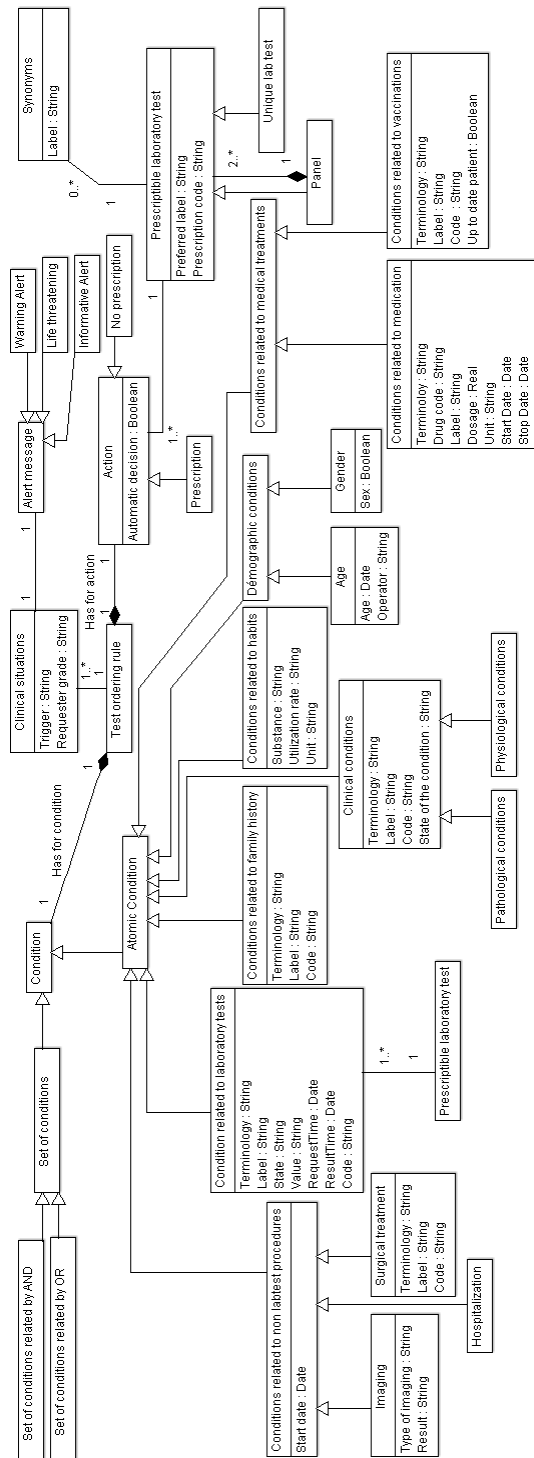 Set of conditions related by AND
Set of conditions related by OR
Set of conditions
Condition
1
Has for condition
1
Clinical situations
Trigger : String
Requester grade : String
1..*
1
Test ordering rule
1
1
Alert message
Warning Alert
Life threatening
Informative Alert
Synonyms
Label : String
0..*
1
1
Has for action
1
Action
Automatic decision : Boolean
No prescription
Prescription
1..*
1
Prescriptible laboratory test
Preferred label : String
Prescription code : String
2..*
1
Unique lab test
Panel
Atomic Condition
Conditions related to non labtest procedures
Start date : Date
Imaging
Type of imaging : String
Result : String
Hospitalization
Surgical treatment
Terminology : String
Label : String
Code : String
Condition related to laboratory tests
Terminology : String
Label : String
State : String
Value : String
RequestTime : Date
ResultTime : Date
Code : String
1..*
1
Prescriptible laboratory test
Conditions related to family history
Terminology : String
Label : String
Code : String
Clinical conditions
Terminology : String
Label : String
Code : String
State of the condition : String
Pathological conditions
Physiological conditions
Conditions related to habits
Substance : String
Utilization rate : String
Unit : String
Démographic conditions
Age
Age : Date
Operator : String
Gender
Sex : Boolean
Conditions related to medical treatments
Conditions related to medication
Terminoloy : String
Drug code : String
Label : String
Dosage : Real
Unit : String
Start Date : Date
Stop Date : Date
Conditions related to vaccinations
Terminology : String
Label : String
Code : String
Up to date patient : Boolean